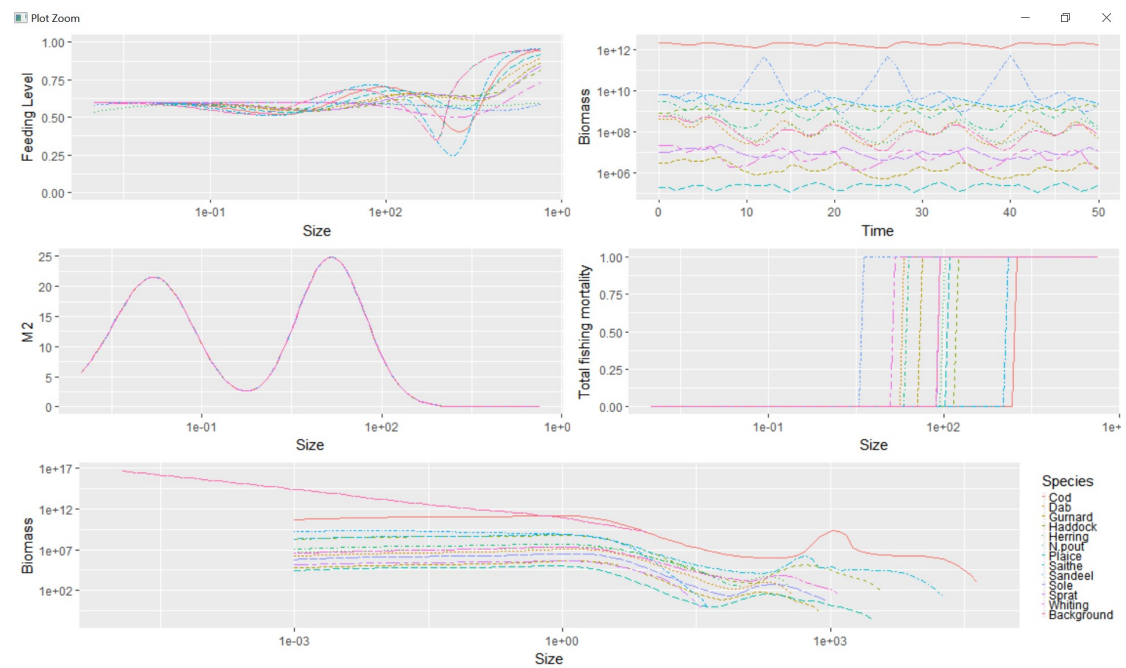 Plot Zoom
Feeding Level
1.00
0.75
0.50
0.25
0.00
1e-01
1e+02
1e+0
Size
Biomass
1e+12
1e+10
1e+08
1e+06
0
10
20
30
40
50
Time
M2
25
20
15
10
5
0
1e-01
1e+02
1e+0
Size
Total fishing mortality
1.00
0.75
0.50
0.25
0.00
1e-01
1e+02
1e+
Size
Biomass
1e+17
1e+12
1e+07
1e+02
1e-03
1e+00
1e+03
Size
Species
Cod
Dab
Gurnard
Haddock
Herring
N.pout
Plaice
Saithe
Sandeel
Sole
Sprat
Whiting
Background